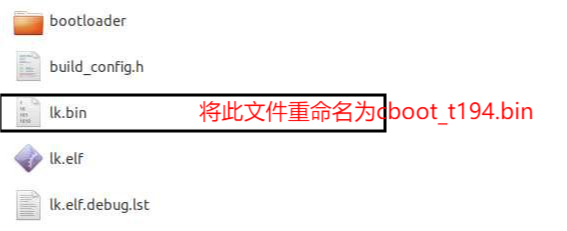 bootloader
build_config.h
lk.bin 将此文件重命名为cboot_t194.bin
lk.elf
lk.elf.debug.lst